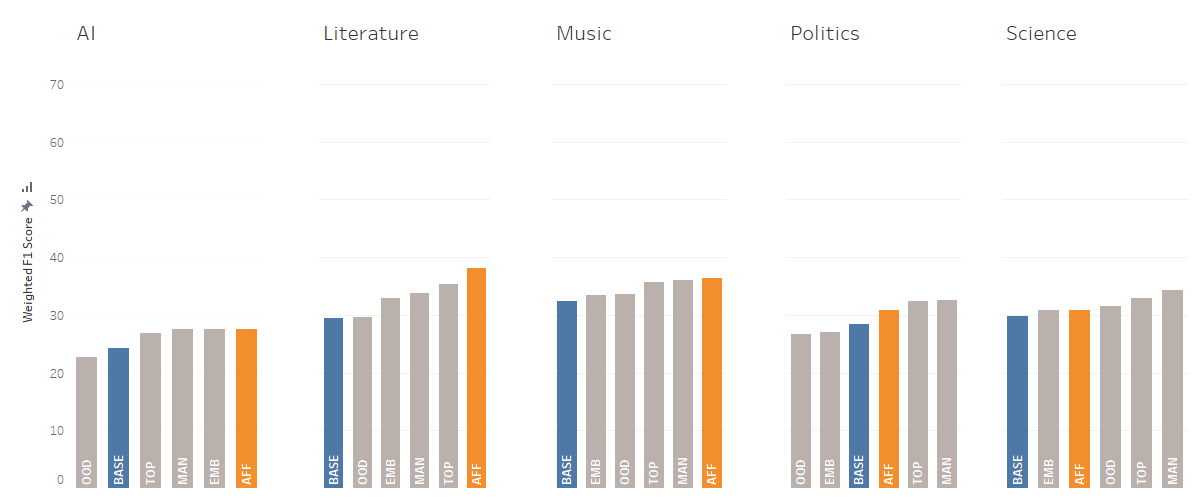 AI
Literature
Music
Politics
Science
70
60
50
40
30
20
10
0
Weighted F1 Score
OOD
BASE
TOP
MAN
EMB
AFF
BASE
OOD
EMB
MAN
TOP
AFF
BASE
EMB
OOD
TOP
MAN
AFF
OOD
EMB
BASE
AFF
TOP
MAN
BASE
EMB
AFF
OOD
TOP
MAN